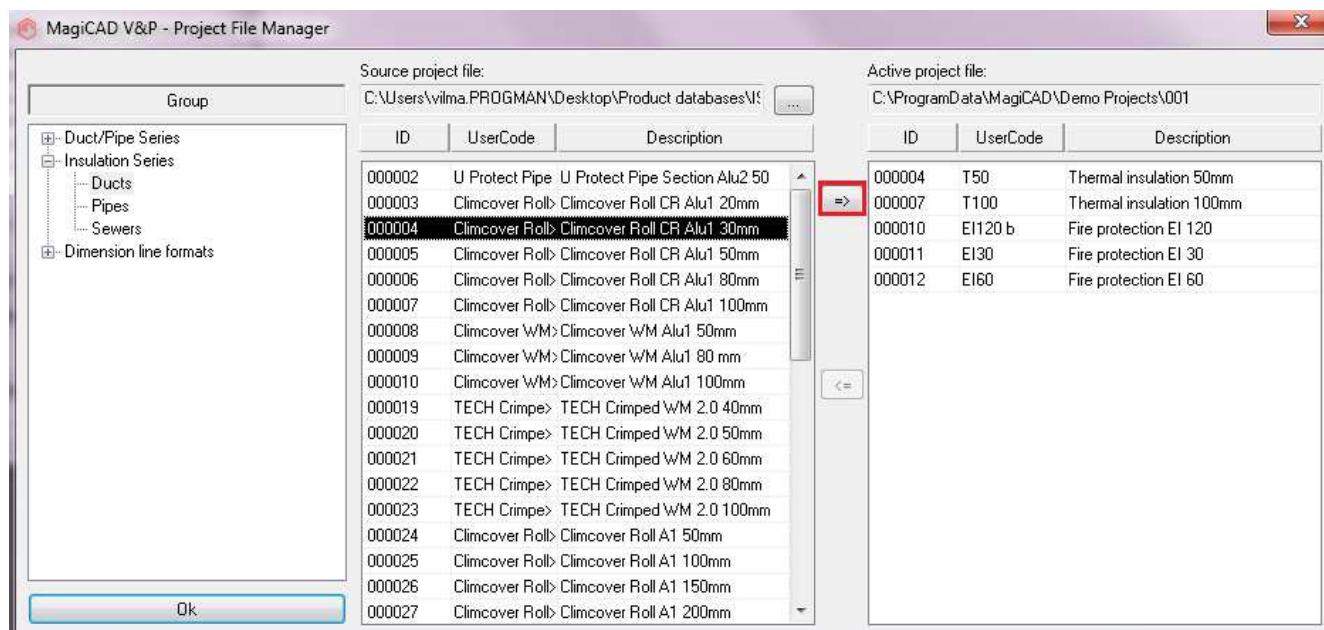 MagiCAD V&P - Project File Manager
Source project file:
Active project file:
Group
C:\Users\vilma.PROGMAN\Desktop\Product databases\IS
...
C:\ProgramData\MagiCAD\Demo Projects\001
Duct/Pipe Series
Insulation Series
Ducts
Pipes
Sewers
Dimension line formats
Ok
ID UserCode Description
000002 U Protect Pipe U Protect Pipe Section Alu2 50
000003 Climcover Roll> Climcover Roll CR Alu1 20mm
000004 Climcover Roll> Climcover Roll CR Alu1 30mm
000005 Climcover Roll> Climcover Roll CR Alu1 50mm
000006 Climcover Roll> Climcover Roll CR Alu1 80mm
000007 Climcover Roll> Climcover Roll CR Alu1 100mm
000008 Climcover WM> Climcover WM Alu1 50mm
000009 Climcover WM> Climcover WM Alu1 80 mm
000010 Climcover WM> Climcover WM Alu1 100mm
000019 TECH Crimpe> TECH Crimped WM 2.0 40mm
000020 TECH Crimpe> TECH Crimped WM 2.0 50mm
000021 TECH Crimpe> TECH Crimped WM 2.0 60mm
000022 TECH Crimpe> TECH Crimped WM 2.0 80mm
000023 TECH Crimpe> TECH Crimped WM 2.0 100mm
000024 Climcover Roll> Climcover Roll A1 50mm
000025 Climcover Roll> Climcover Roll A1 100mm
000026 Climcover Roll> Climcover Roll A1 150mm
000027 Climcover Roll> Climcover Roll A1 200mm
=>
<=
ID UserCode Description
000004 T50 Thermal insulation 50mm
000007 T100 Thermal insulation 100mm
000010 EI120 b Fire protection EI 120
000011 EI30 Fire protection EI 30
000012 EI60 Fire protection EI 60